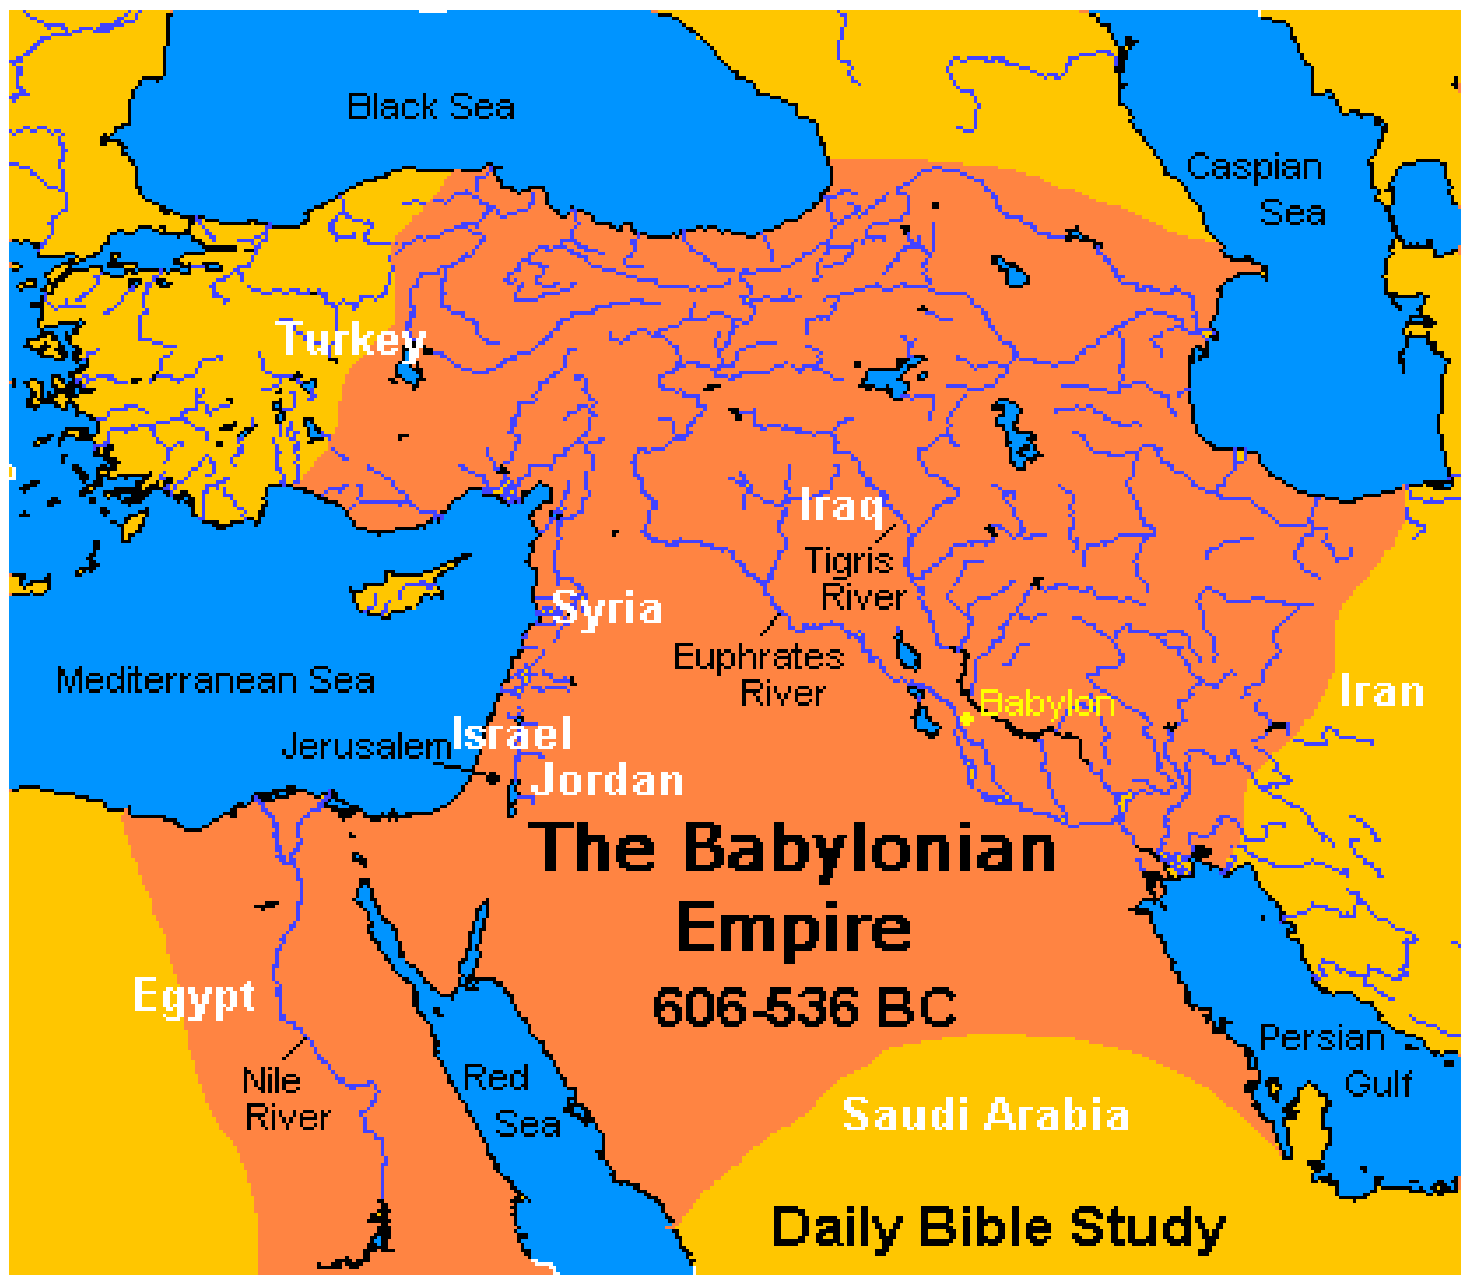 Black Sea
Caspian
Sea
Turkey
Iraq
Tigris
River
Syria
Euphrates
River
Mediterranean Sea
Iran
Babylon
Israel
Jerusalem
Jordan
The Babylonian
Empire
606-536 BC
Egypt
Nile
River
Red
Sea
Persian
Gulf
Saudi Arabia
Daily Bible Study